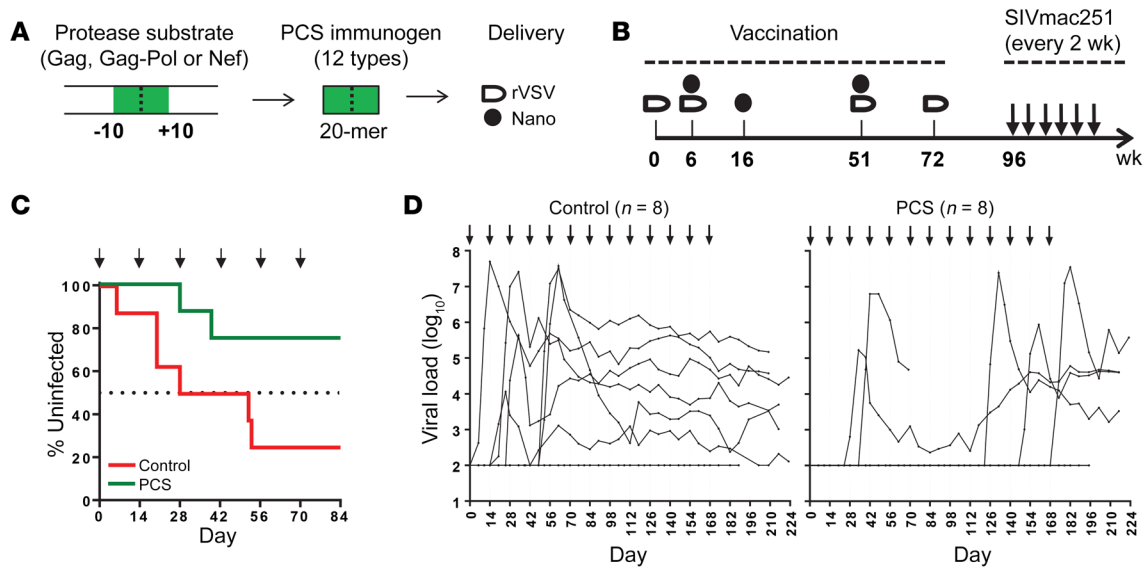 A
Protease substrate
(Gag, Gag-Pol or Nef)
-10
+10
PCS immunogen
(12 types)
20-mer
Delivery
rVSV
Nano
B
Vaccination
SIVmac251
(every 2 wk)
0
6
16
51
72
96
wk
C
% Uninfected
100
80
60
40
20
0
Control
PCS
0 14 28 42 56 70 84
Day
D
Control (n = 8)
Viral load (log10)
8
7
6
5
4
3
2
1
0 14 28 42 56 70 84 98 112 126 140 154 168 182 196 210 224
Day
PCS (n = 8)
0 14 28 42 56 70 84 98 112 126 140 154 168 182 196 210 224
Day